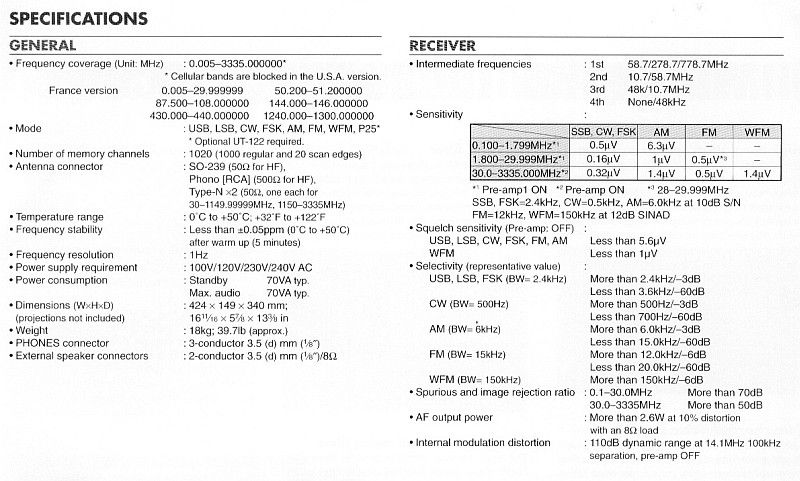 SPECIFICATIONS
GENERAL
• Frequency coverage (Unit: MHz) : 0.005–3335.000000*
* Cellular bands are blocked in the U.S.A. version.
France version 0.005–29.999999 50.200–51.200000
87.500–108.000000 144.000–146.000000
430.000–440.000000 1240.000–1300.000000
• Mode : USB, LSB, CW, FSK, AM, FM, WFM, P25*
* Optional UT-122 required.
• Number of memory channels : 1020 (1000 regular and 20 scan edges)
• Antenna connector : SO-239 (50Ω for HF),
Phono [RCA] (500Ω for HF),
Type-N ×2 (50Ω, one each for
30–1149.99999MHz, 1150–3335MHz)
• Temperature range : 0˚C to +50˚C; +32˚F to +122˚F
• Frequency stability : Less than ±0.05ppm (0˚C to +50˚C)
after warm up (5 minutes)
• Frequency resolution : 1Hz
• Power supply requirement : 100V/120V/230V/240V AC
• Power consumption : Standby 70VA typ.
Max. audio 70VA typ.
• Dimensions (W×H×D) : 424 × 149 × 340 mm;
(projections not included) 16 11/16 × 5 7/8 × 13 3/8 in
• Weight : 18kg; 39.7lb (approx.)
• PHONES connector : 3-conductor 3.5 (d) mm (1/8″)
• External speaker connectors : 2-conductor 3.5 (d) mm (1/8″)/8Ω
RECEIVER
• Intermediate frequencies : 1st 58.7/278.7/778.7MHz
2nd 10.7/58.7MHz
3rd 48k/10.7MHz
4th None/48kHz
• Sensitivity :
SSB, CW, FSK AM FM WFM
0.100–1.799MHz*1 0.5µV 6.3µV – –
1.800–29.999MHz*1 0.16µV 1µV 0.5µV*3 –
30.0–3335.000MHz*2 0.32µV 1.4µV 0.5µV 1.4µV
*1 Pre-amp1 ON *2 Pre-amp ON *3 28–29.999MHz
SSB, FSK=2.4kHz, CW=0.5kHz, AM=6.0kHz at 10dB S/N
FM=12kHz, WFM=150kHz at 12dB SINAD
• Squelch sensitivity (Pre-amp: OFF) :
USB, LSB, CW, FSK, FM, AM Less than 5.6µV
WFM Less than 1µV
• Selectivity (representative value) :
USB, LSB, FSK (BW= 2.4kHz) More than 2.4kHz/–3dB
Less than 3.6kHz/–60dB
CW (BW= 500Hz) More than 500Hz/–3dB
Less than 700Hz/–60dB
AM (BW= 6kHz) More than 6.0kHz/–3dB
Less than 15.0kHz/–60dB
FM (BW= 15kHz) More than 12.0kHz/–6dB
Less than 20.0kHz/–60dB
WFM (BW= 150kHz) More than 150kHz/–6dB
• Spurious and image rejection ratio : 0.1–30.0MHz More than 70dB
30.0–3335MHz More than 50dB
• AF output power : More than 2.6W at 10% distortion
with an 8Ω load
• Internal modulation distortion : 110dB dynamic range at 14.1MHz 100kHz
separation, pre-amp OFF